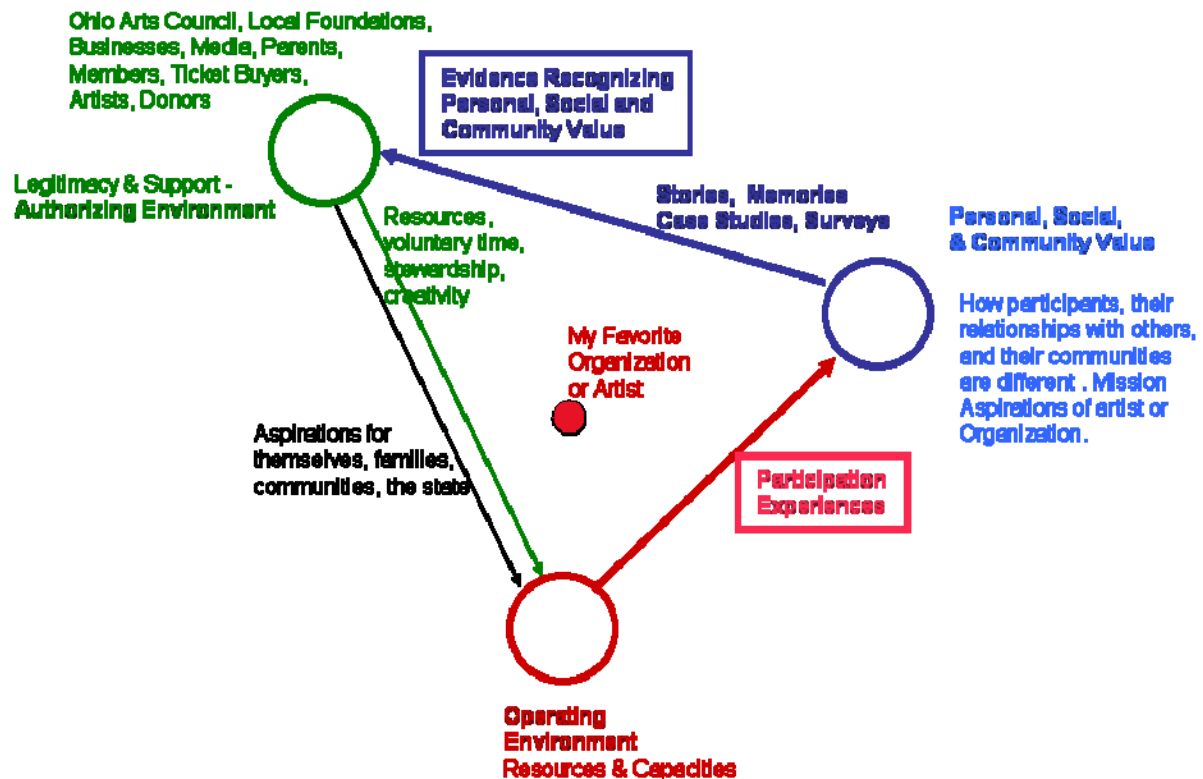 Ohio Arts Council, Local Foundations,
Businesses, Media, Parents,
Members, Ticket Buyers,
Artists, Donors
Evidence Recognizing
Personal, Social and
Community Value
Legitimacy & Support -
Authorizing Environment
Resources,
voluntary time,
stewardship,
creativity
Stories, Memories
Case Studies, Surveys
Personal, Social,
& Community Value
How participants, their
relationships with others,
and their communities
are different . Mission
Aspirations of artist or
Organization .
My Favorite
Organization
or Artist
Aspirations for
themselves, families,
communities, the state
Participation
Experiences
Operating
Environment
Resources & Capacities